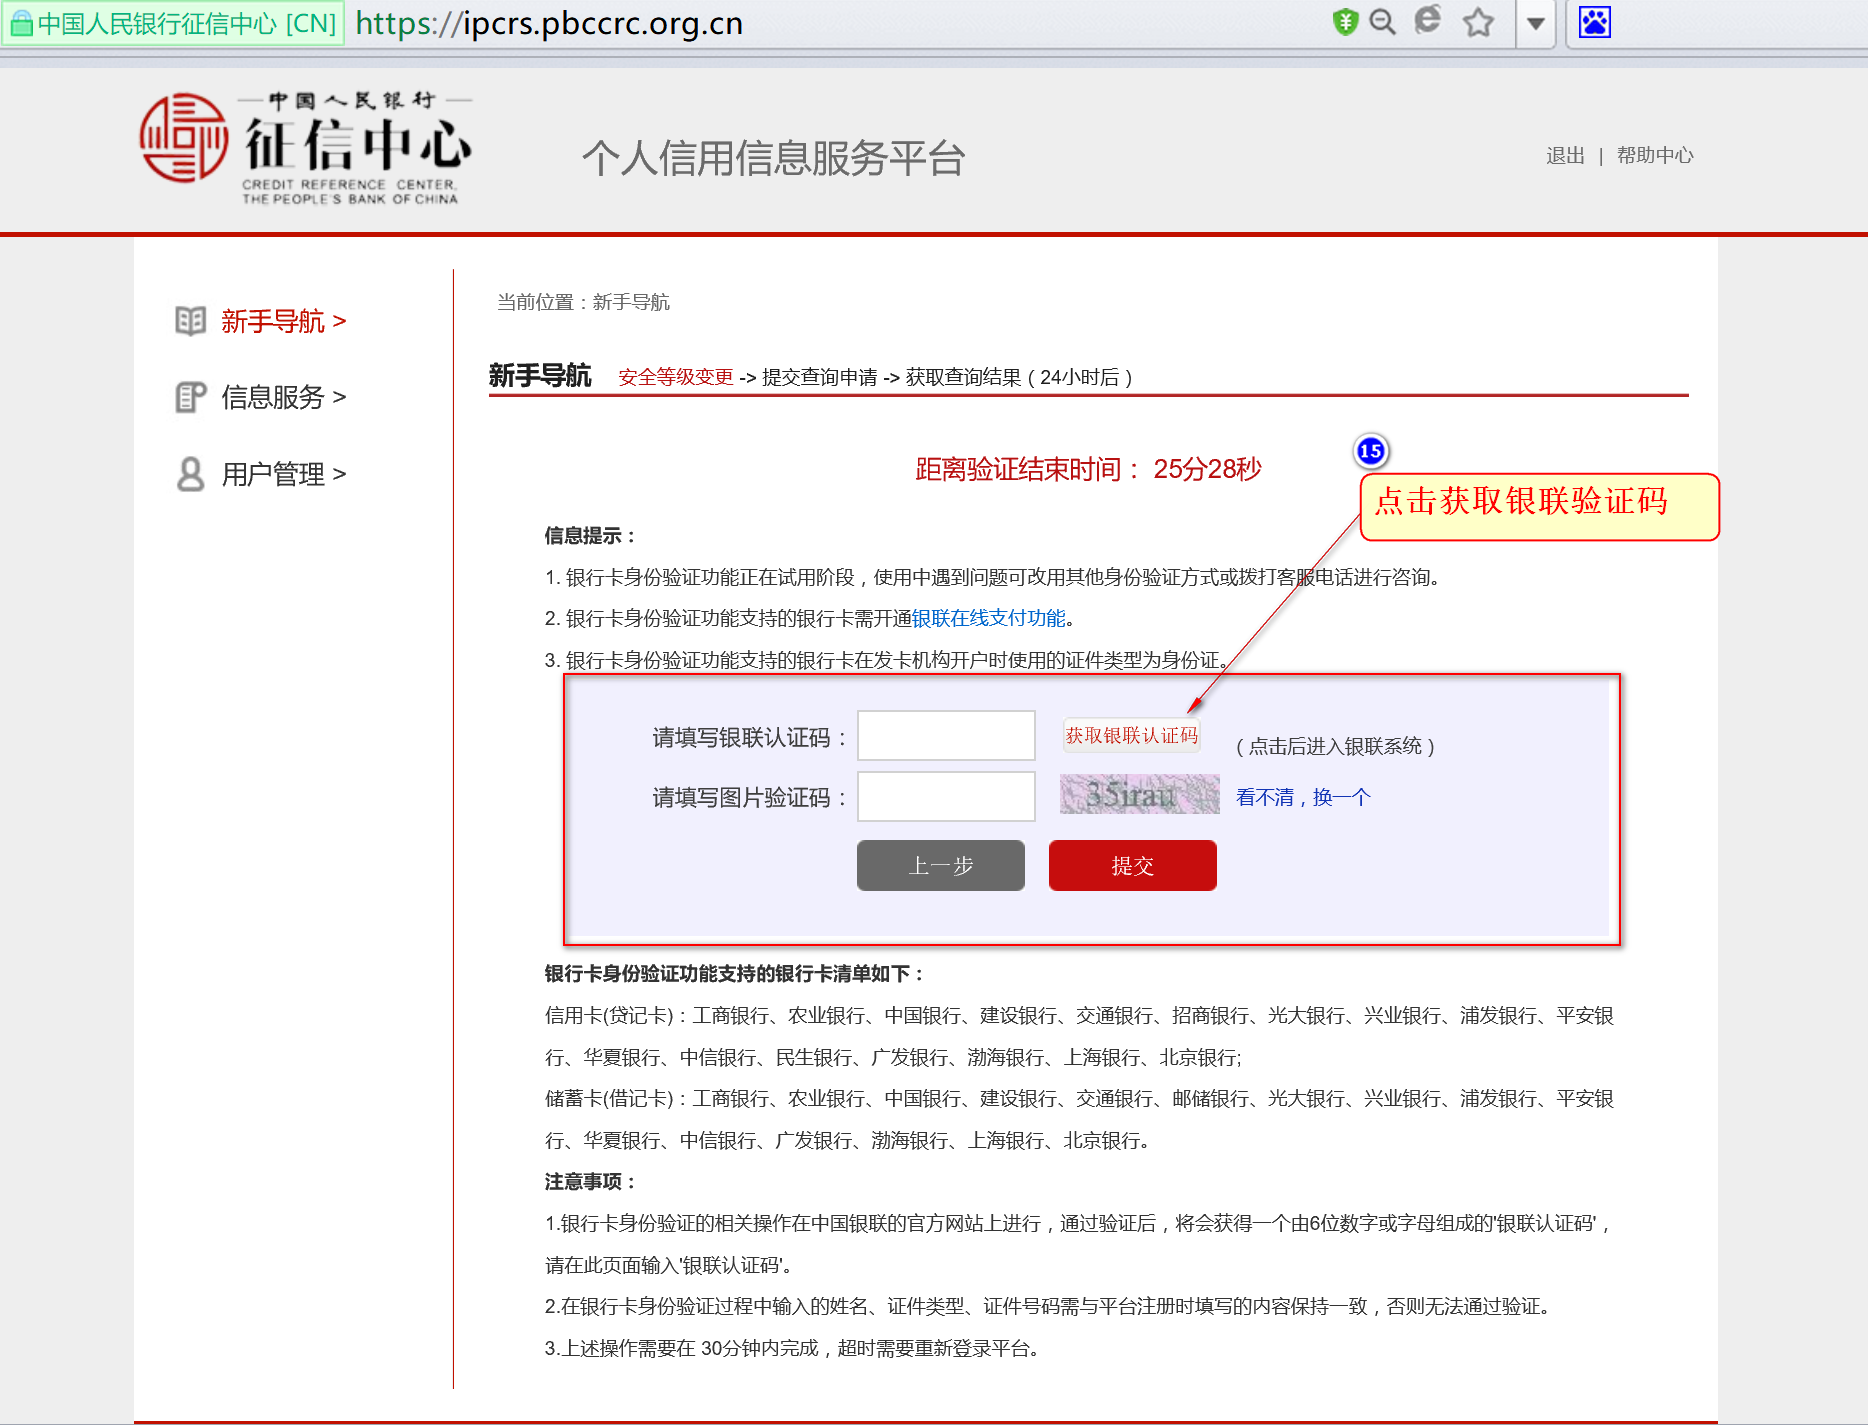 中国人民银行征信中心 [CN] https://ipcrs.pbccrc.org.cn
中国人民银行
征信中心
CREDIT REFERENCE CENTER,
THE PEOPLE'S BANK OF CHINA
个人信用信息服务平台
退出 | 帮助中心
新手导航 >
信息服务 >
用户管理 >
当前位置：新手导航
新手导航 安全等级变更 -> 提交查询申请 -> 获取查询结果（24小时后）
距离验证结束时间： 25分28秒
15
点击获取银联验证码
信息提示：
1. 银行卡身份验证功能正在试用阶段，使用中遇到问题可改用其他身份验证方式或拨打客服电话进行咨询。
2. 银行卡身份验证功能支持的银行卡需开通银联在线支付功能。
3. 银行卡身份验证功能支持的银行卡在发卡机构开户时使用的证件类型为身份证。
请填写银联认证码： 获取银联认证码 （点击后进入银联系统）
请填写图片验证码： 35irau 看不清，换一个
上一步 提交
银行卡身份验证功能支持的银行卡清单如下：
信用卡(贷记卡)：工商银行、农业银行、中国银行、建设银行、交通银行、招商银行、光大银行、兴业银行、浦发银行、平安银
行、华夏银行、中信银行、民生银行、广发银行、渤海银行、上海银行、北京银行;
储蓄卡(借记卡)：工商银行、农业银行、中国银行、建设银行、交通银行、邮储银行、光大银行、兴业银行、浦发银行、平安银
行、华夏银行、中信银行、广发银行、渤海银行、上海银行、北京银行。
注意事项：
1.银行卡身份验证的相关操作在中国银联的官方网站上进行，通过验证后，将会获得一个由6位数字或字母组成的'银联认证码'，
请在此页面输入'银联认证码'。
2.在银行卡身份验证过程中输入的姓名、证件类型、证件号码需与平台注册时填写的内容保持一致，否则无法通过验证。
3.上述操作需要在 30分钟内完成，超时需要重新登录平台。